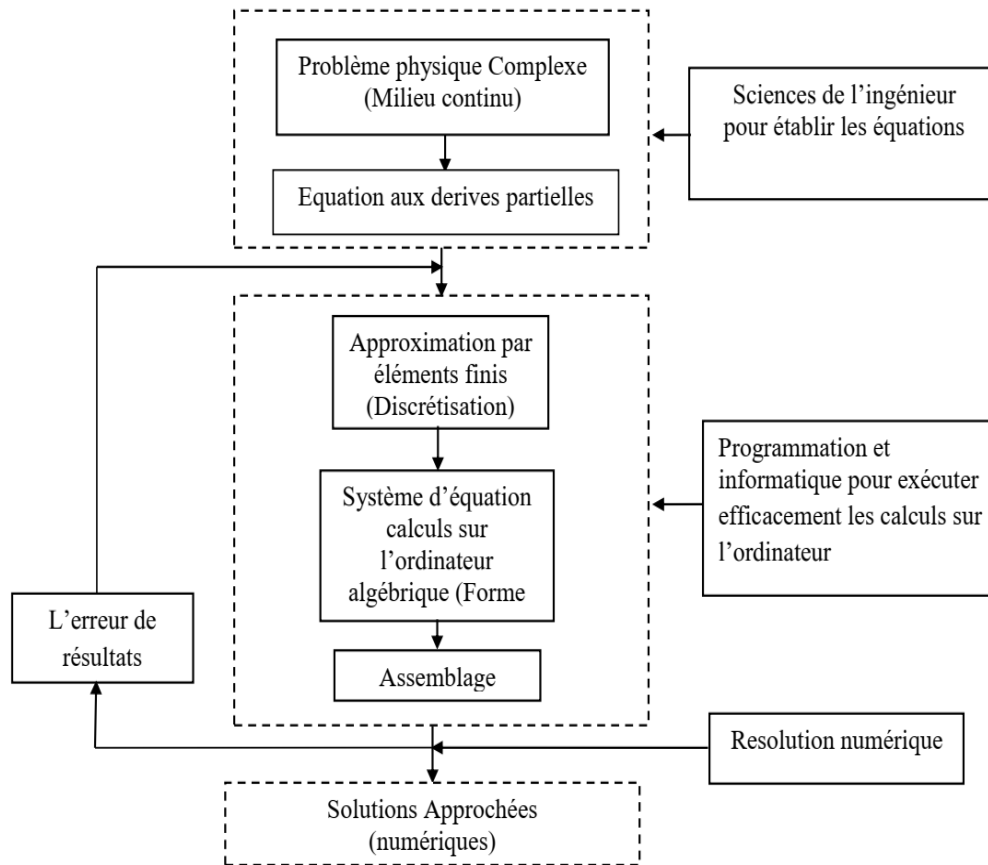 Problème physique Complexe
(Milieu continu)
Sciences de l’ingénieur
pour établir les équations
Equation aux derives partielles
Approximation par
éléments finis
(Discrétisation)
Programmation et
informatique pour exécuter
efficacement les calculs sur
l’ordinateur
Système d’équation
calculs sur
l’ordinateur
algébrique (Forme
L’erreur de
résultats
Assemblage
Resolution numérique
Solutions Approchées
(numériques)